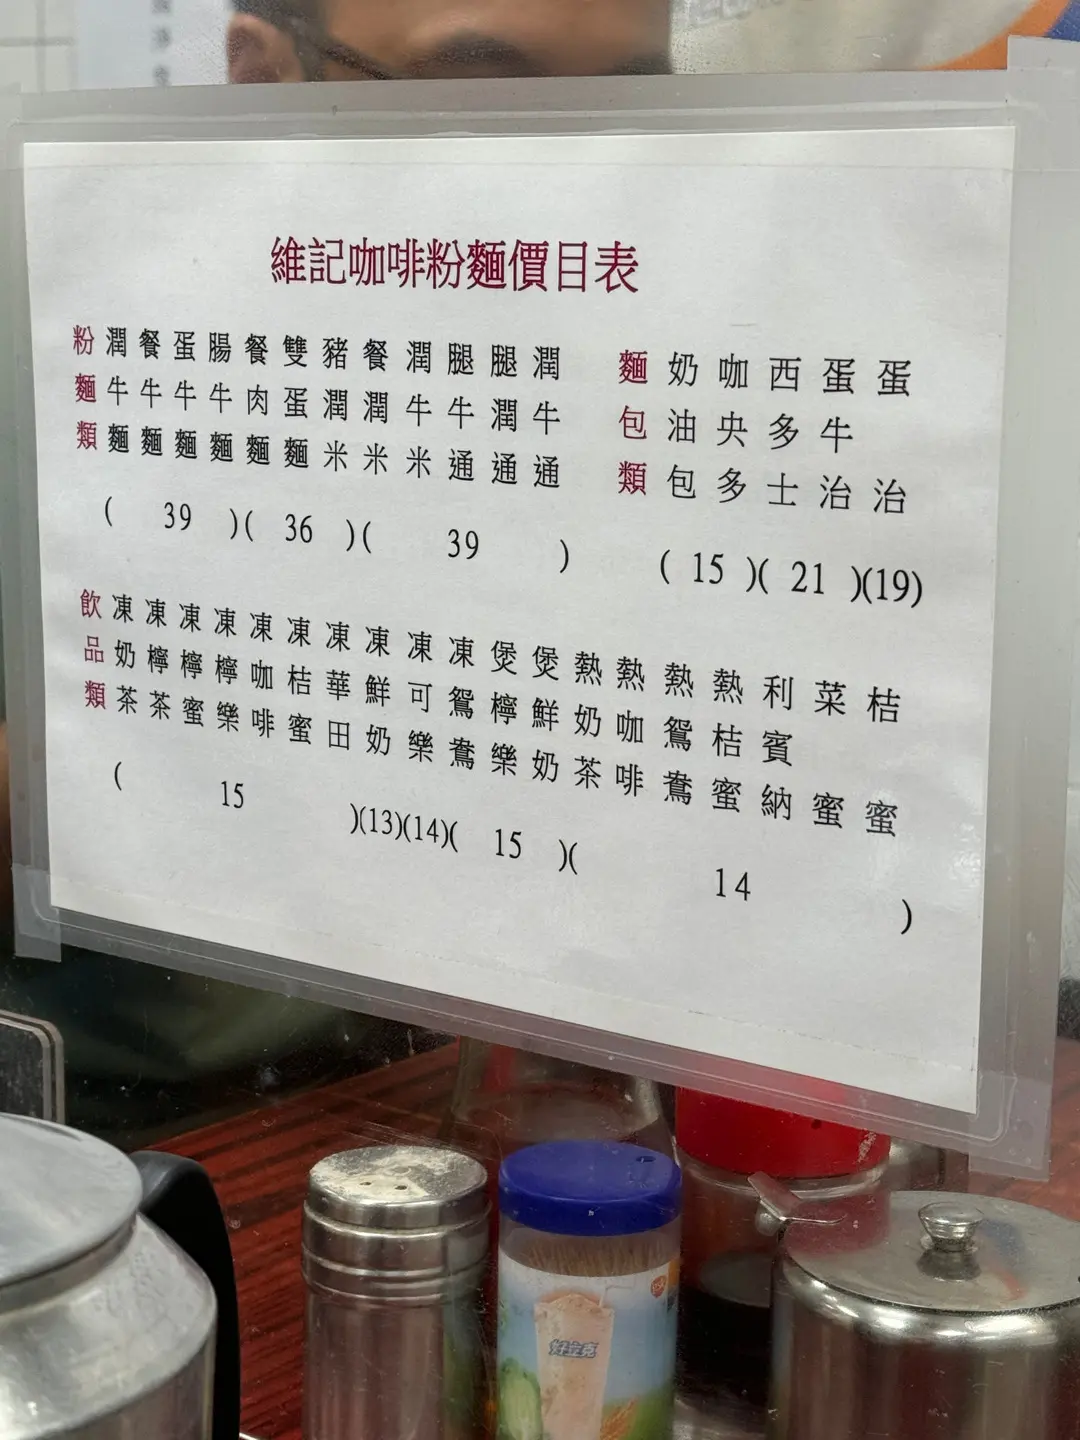 維記咖啡粉麵價目表
粉麵類
潤牛麵
餐牛麵
蛋牛麵
腸牛麵
餐肉麵
雙蛋麵
豬潤米
餐潤米
潤牛米
腿牛通
腿潤通
潤牛通
( 39 )( 36 )( 39 )
麵包類
奶油包
咖央多
西多士
蛋牛治
蛋治
( 15 )( 21 )(19)
飲品類
凍奶茶
凍檸茶
凍檸蜜
凍檸樂
凍咖啡
凍桔蜜
凍華田
凍鮮奶
凍可樂
凍鴛鴦
煲檸樂
煲鮮奶
熱奶茶
熱咖啡
熱鴛鴦
熱桔蜜
利賓納
菜蜜
桔蜜
( 15 )(13)(14)( 15 )( 14 )
好立克